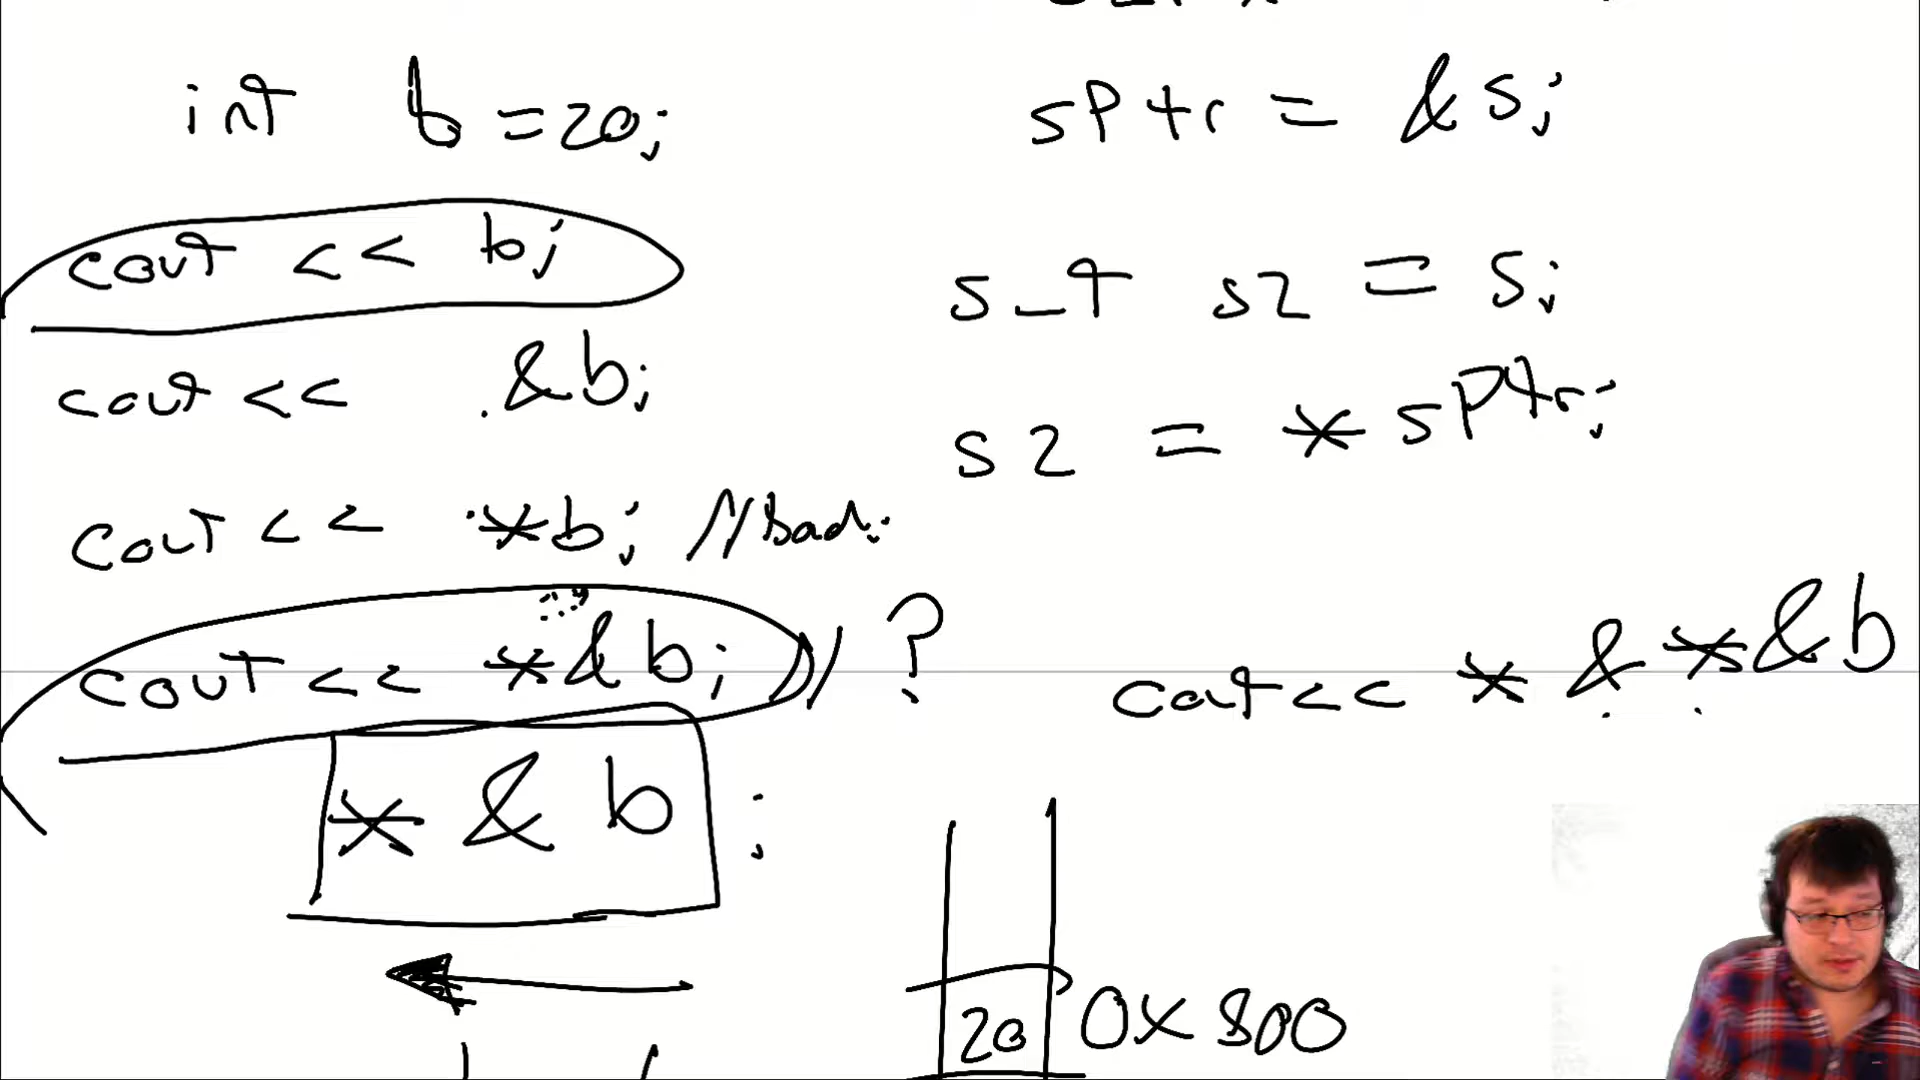 int b = 20;
cout << b;
cout << &b;
cout << *b; // bad:
cout << *&b; // ?
* & b ;
sPtr = &s;
s_t s2 = s;
s2 = *sPtr;
cout << * & * & b
20 0x800